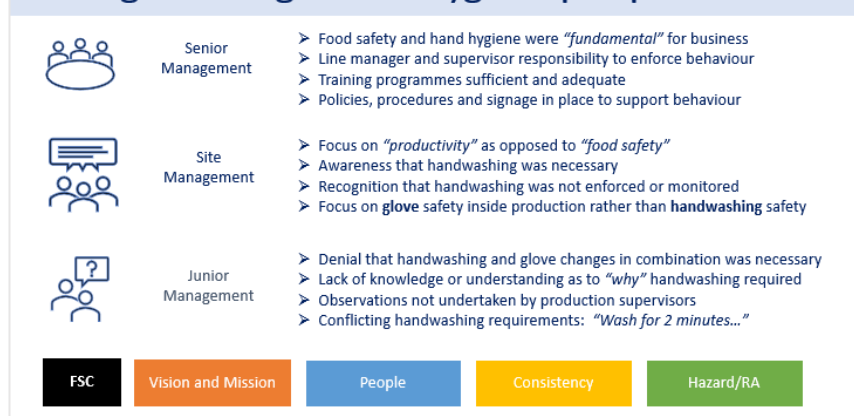 Senior
Management
➢ Food safety and hand hygiene were “fundamental” for business
➢ Line manager and supervisor responsibility to enforce behaviour
➢ Training programmes sufficient and adequate
➢ Policies, procedures and signage in place to support behaviour
Site
Management
➢ Focus on “productivity” as opposed to “food safety”
➢ Awareness that handwashing was necessary
➢ Recognition that handwashing was not enforced or monitored
➢ Focus on glove safety inside production rather than handwashing safety
Junior
Management
➢ Denial that handwashing and glove changes in combination was necessary
➢ Lack of knowledge or understanding as to “why” handwashing required
➢ Observations not undertaken by production supervisors
➢ Conflicting handwashing requirements: “Wash for 2 minutes…”
FSC
Vision and Mission
People
Consistency
Hazard/RA